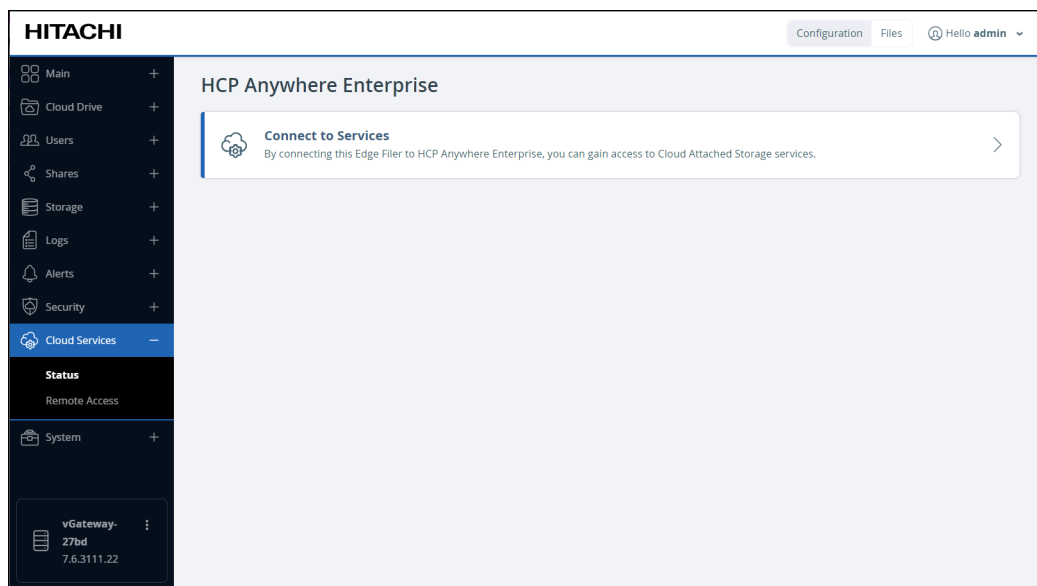 HITACHI
Configuration
Files
Hello admin
Main
Cloud Drive
Users
Shares
Storage
Logs
Alerts
Security
Cloud Services
Status
Remote Access
System
vGateway-
27bd
7.6.3111.22
HCP Anywhere Enterprise
Connect to Services
By connecting this Edge Filer to HCP Anywhere Enterprise, you can gain access to Cloud Attached Storage services.